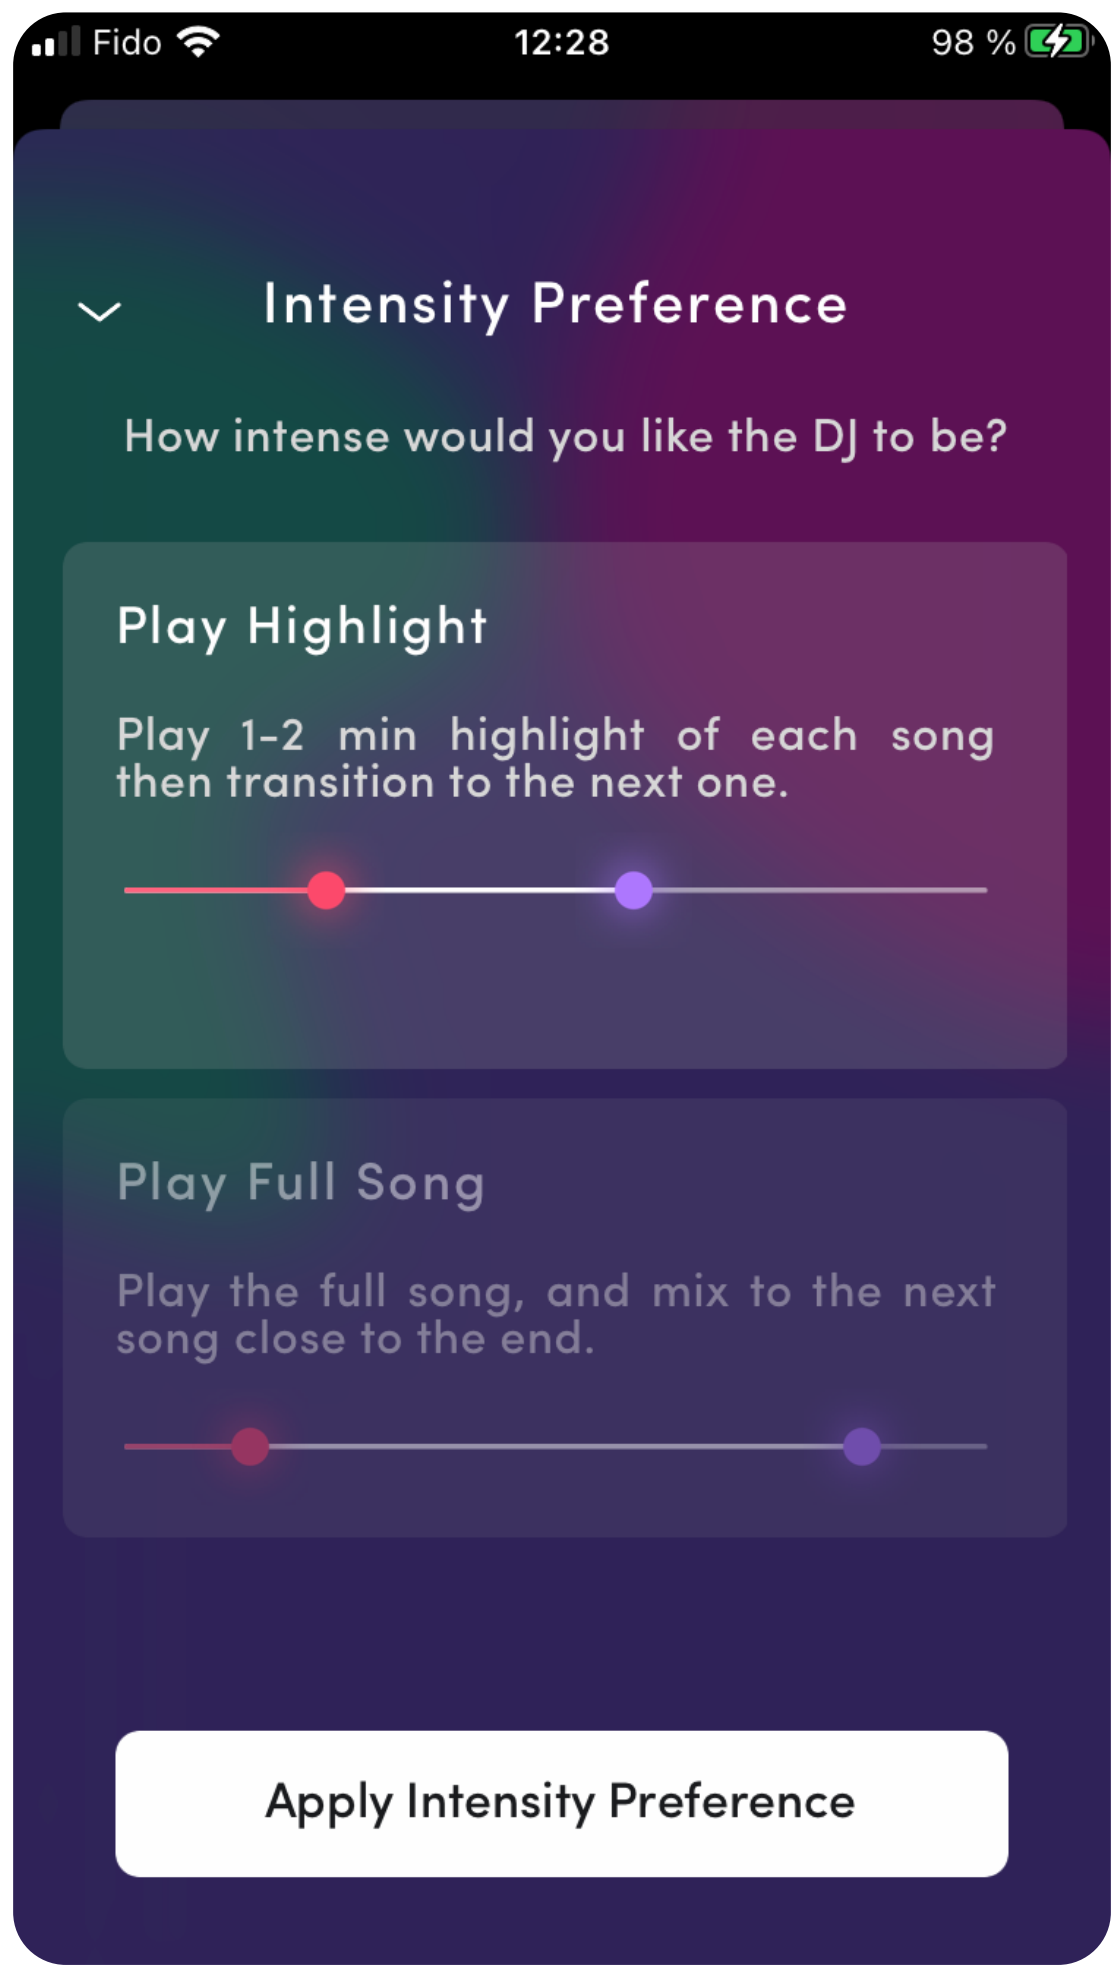 Fido
12:28
98 %
Intensity Preference
How intense would you like the DJ to be?
Play Highlight
Play 1-2 min highlight of each song
then transition to the next one.
Play Full Song
Play the full song, and mix to the next
song close to the end.
Apply Intensity Preference